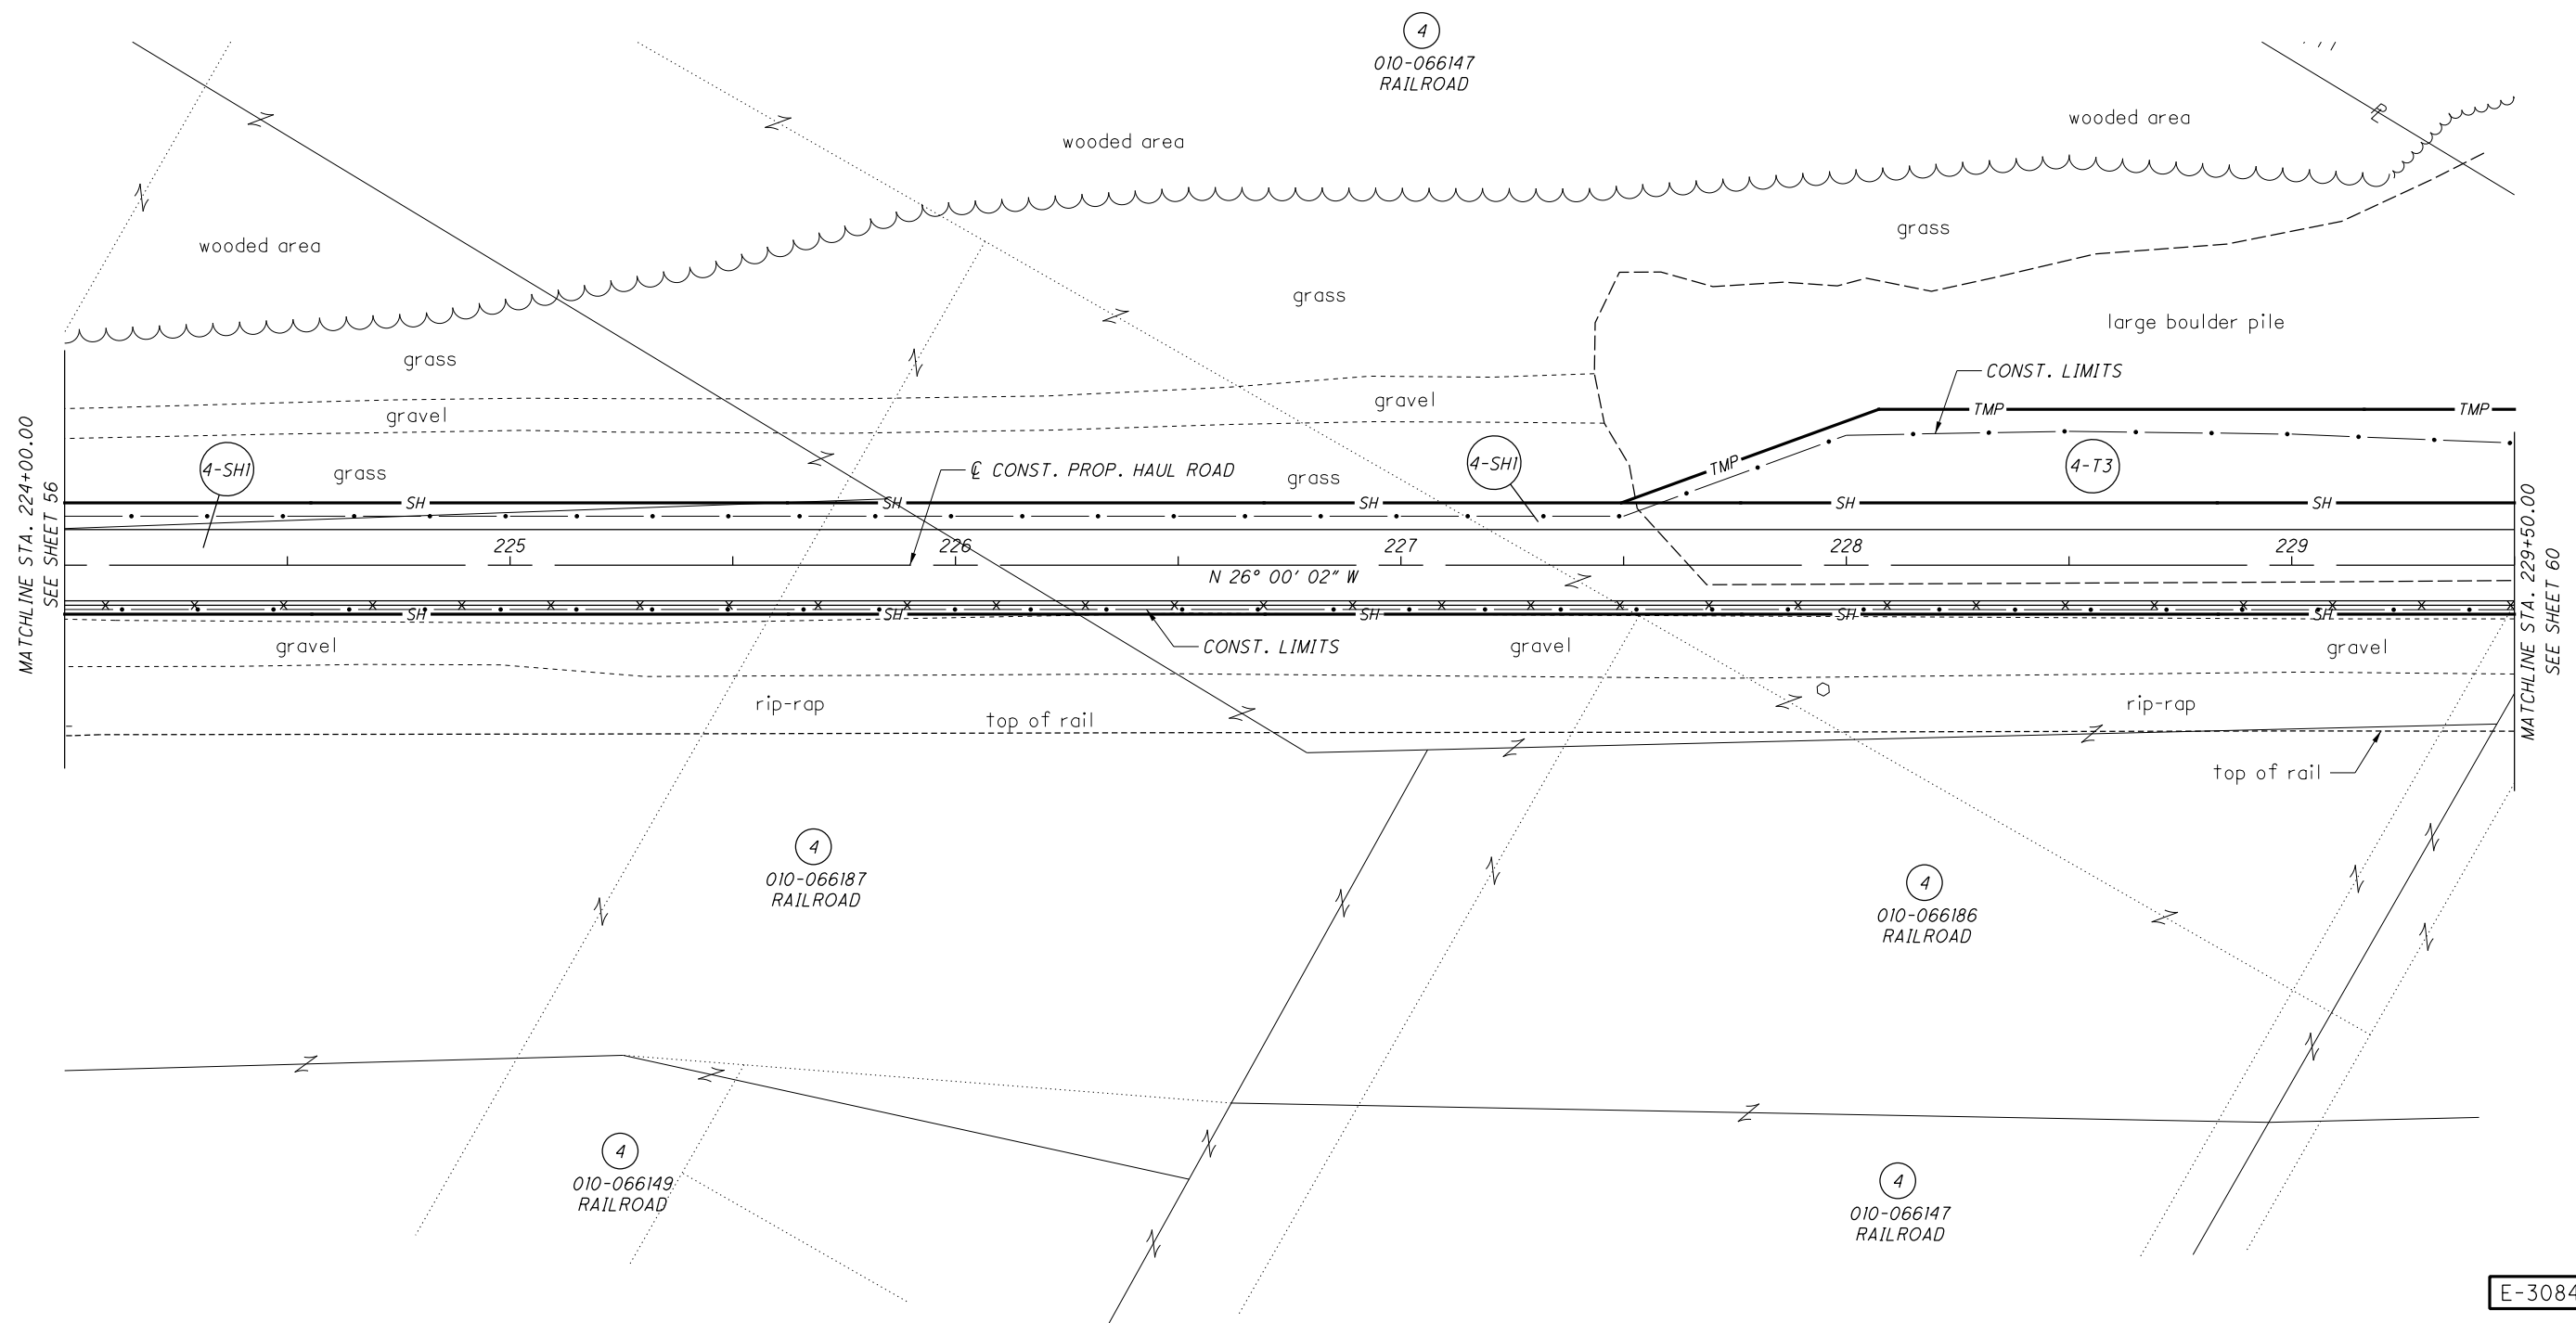 4
010-066147
RAILROAD
wooded area
wooded area
wooded area
grass
grass
large boulder pile
grass
CONST. LIMITS
gravel
gravel
TMP
TMP
TMP
MATCHLINE STA. 224+00.00
SEE SHEET 56
4-SH1
grass
℄ CONST. PROP. HAUL ROAD
grass
4-SH1
4-T3
SH
SH
SH
SH
SH
225
226
227
228
229
N 26° 00' 02" W
MATCHLINE STA. 229+50.00
SEE SHEET 60
X X X X X X X X X X X X X X X X X X X X X X X X X X X X
SH
SH
SH
SH
SH
gravel
CONST. LIMITS
gravel
gravel
rip-rap
top of rail
rip-rap
top of rail
4
010-066187
RAILROAD
4
010-066186
RAILROAD
4
010-066149
RAILROAD
4
010-066147
RAILROAD
E-3084